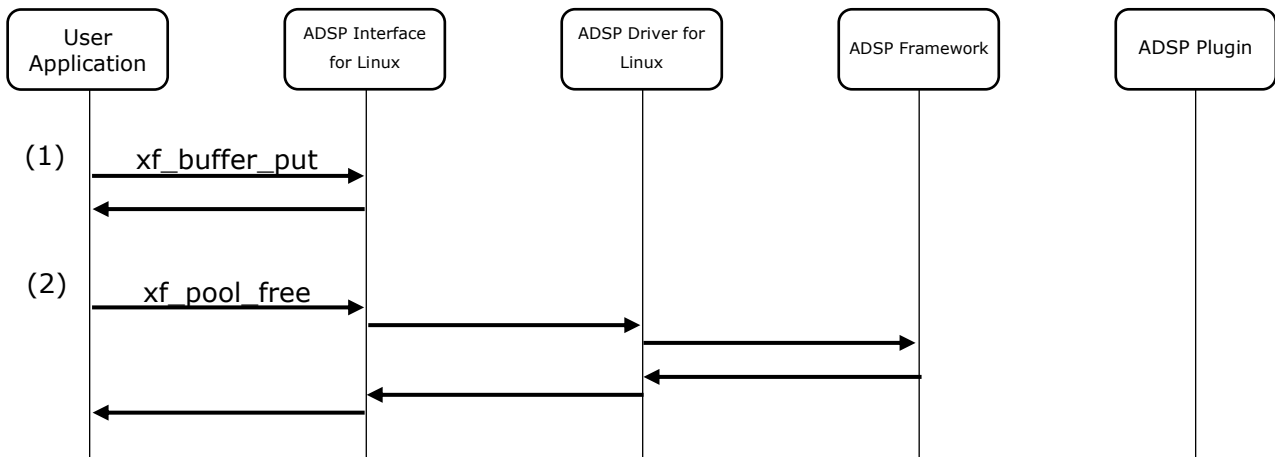 User
Application
ADSP Interface
for Linux
ADSP Driver for
Linux
ADSP Framework
ADSP Plugin
(1)
xf_buffer_put
(2)
xf_pool_free